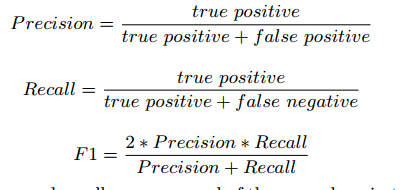 Precision = true positive / true positive + false positive
Recall = true positive / true positive + false negative
F1 = 2 * Precision * Recall / Precision + Recall